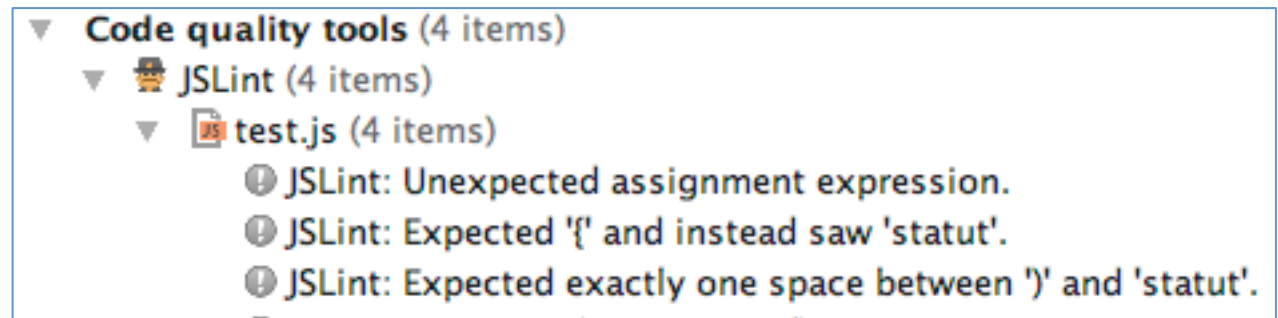 Code quality tools (4 items)
JSLint (4 items)
test.js (4 items)
JSLint: Unexpected assignment expression.
JSLint: Expected '{' and instead saw 'statut'.
JSLint: Expected exactly one space between ')' and 'statut'.